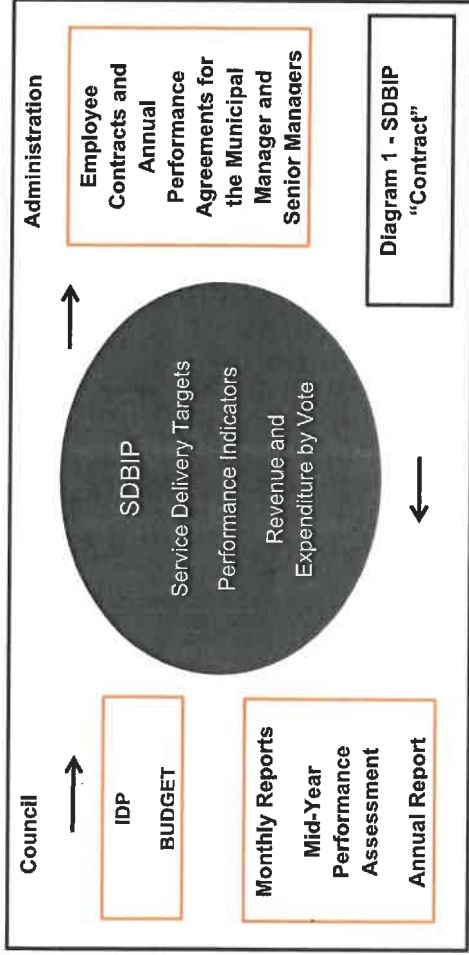 Council
Administration
IDP
BUDGET
SDBIP
Service Delivery Targets
Performance Indicators
Revenue and
Expenditure by Vote
Employee
Contracts and
Annual
Performance
Agreements for
the Municipal
Manager and
Senior Managers
Monthly Reports
Mid-Year
Performance
Assessment
Annual Report
Diagram 1 - SDBIP
"Contract"